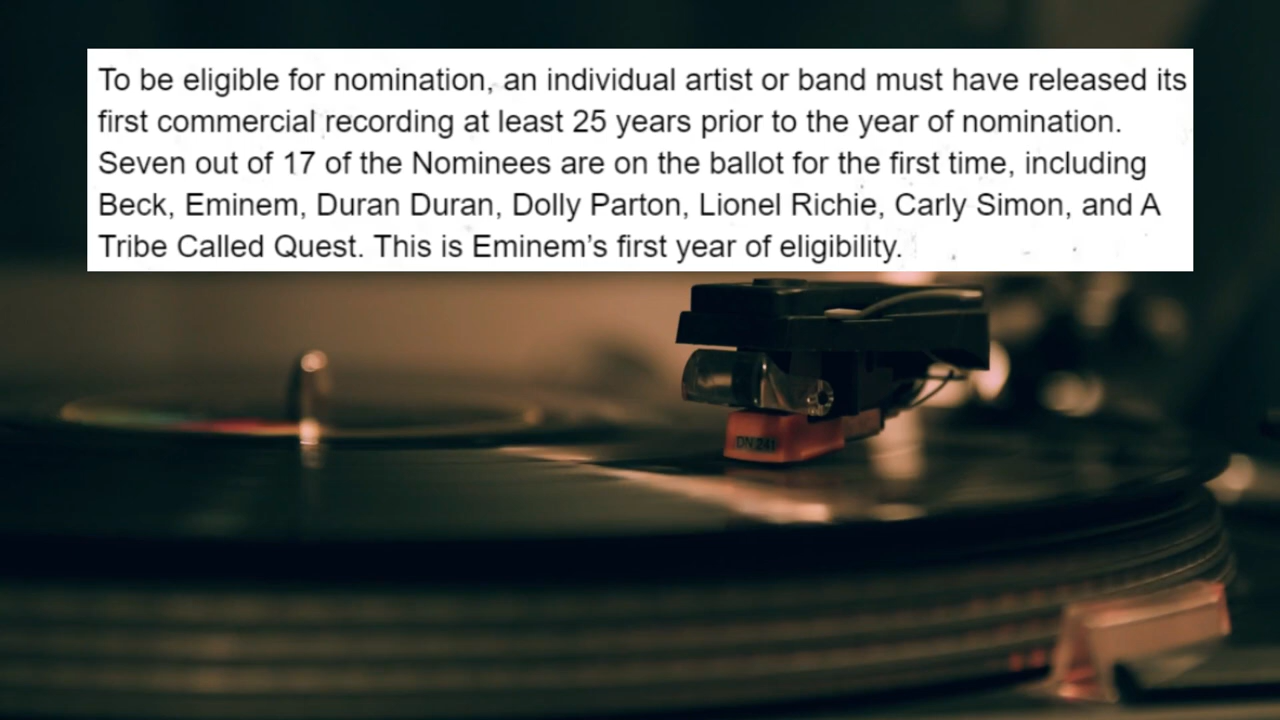 To be eligible for nomination, an individual artist or band must have released its
first commercial recording at least 25 years prior to the year of nomination.
Seven out of 17 of the Nominees are on the ballot for the first time, including
Beck, Eminem, Duran Duran, Dolly Parton, Lionel Richie, Carly Simon, and A
Tribe Called Quest. This is Eminem’s first year of eligibility.
DN 241